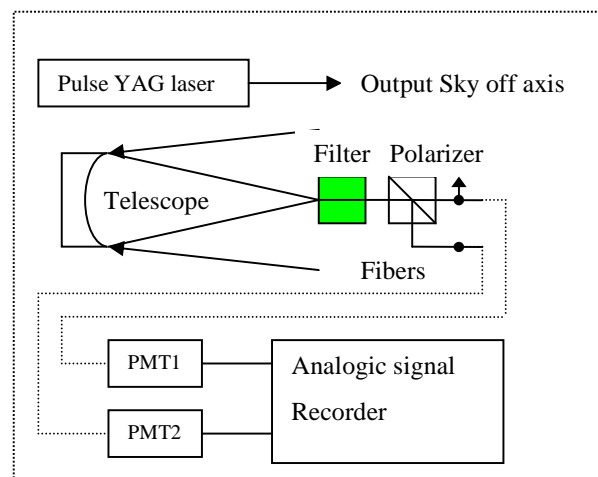 Pulse YAG laser
Output Sky off axis
Filter
Polarizer
Telescope
Fibers
PMT1
Analogic signal
PMT2
Recorder